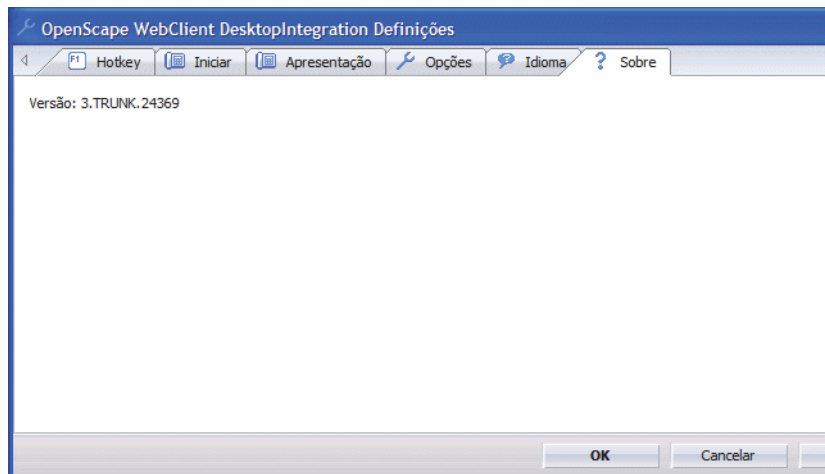 OpenScape WebClient DesktopIntegration Definições
F1 Hotkey Iniciar Apresentação Opções ? Idioma ? Sobre
Versão: 3.TRUNK.24369
OK Cancelar